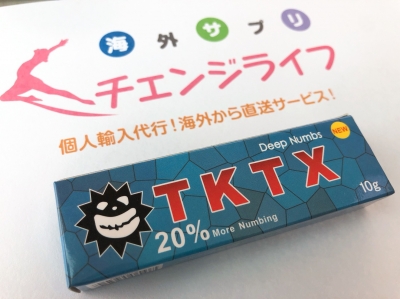 海外サプリ
チェンジライフ
個人輸入代行!海外から直送サービス!
Deep Numbs
NEW
TKTX
10g
20% More Numbing